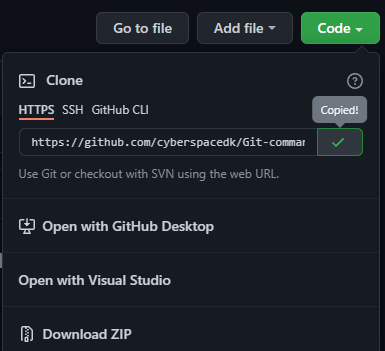 Go to file Add file Code
Clone
HTTPS SSH GitHub CLI
Copied!
https://github.com/cyberspacedk/Git-comman
Use Git or checkout with SVN using the web URL.
Open with GitHub Desktop
Open with Visual Studio
Download ZIP